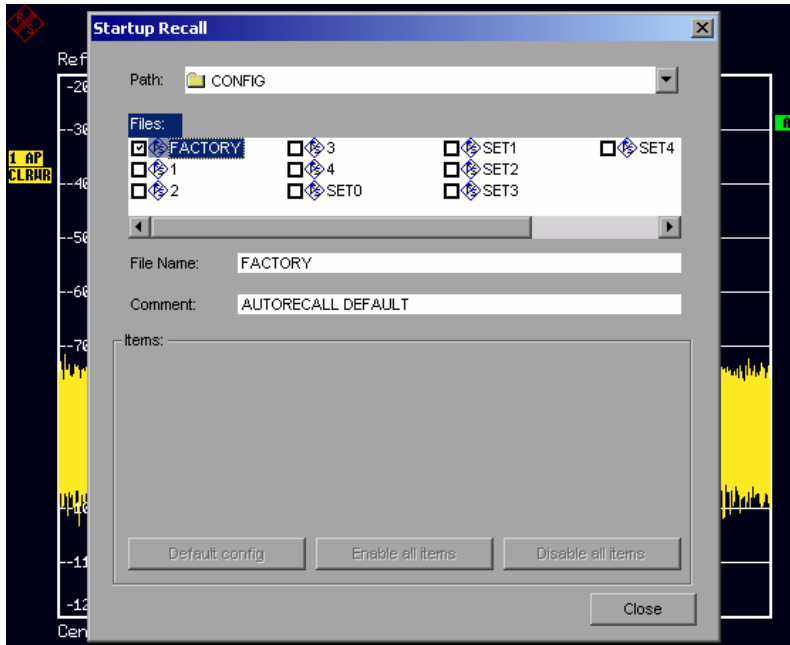 R
S
Startup Recall
Ref
Path: CONFIG
-20
Files:
FACTORY 3 SET1 SET4
1 4 SET2
2 SET0 SET3
-30
1 AP
CLRWR
-40
-50
File Name: FACTORY
-60
Comment: AUTORECALL DEFAULT
-70
Items:
Default config Enable all items Disable all items
-11
-12
Close
Cen